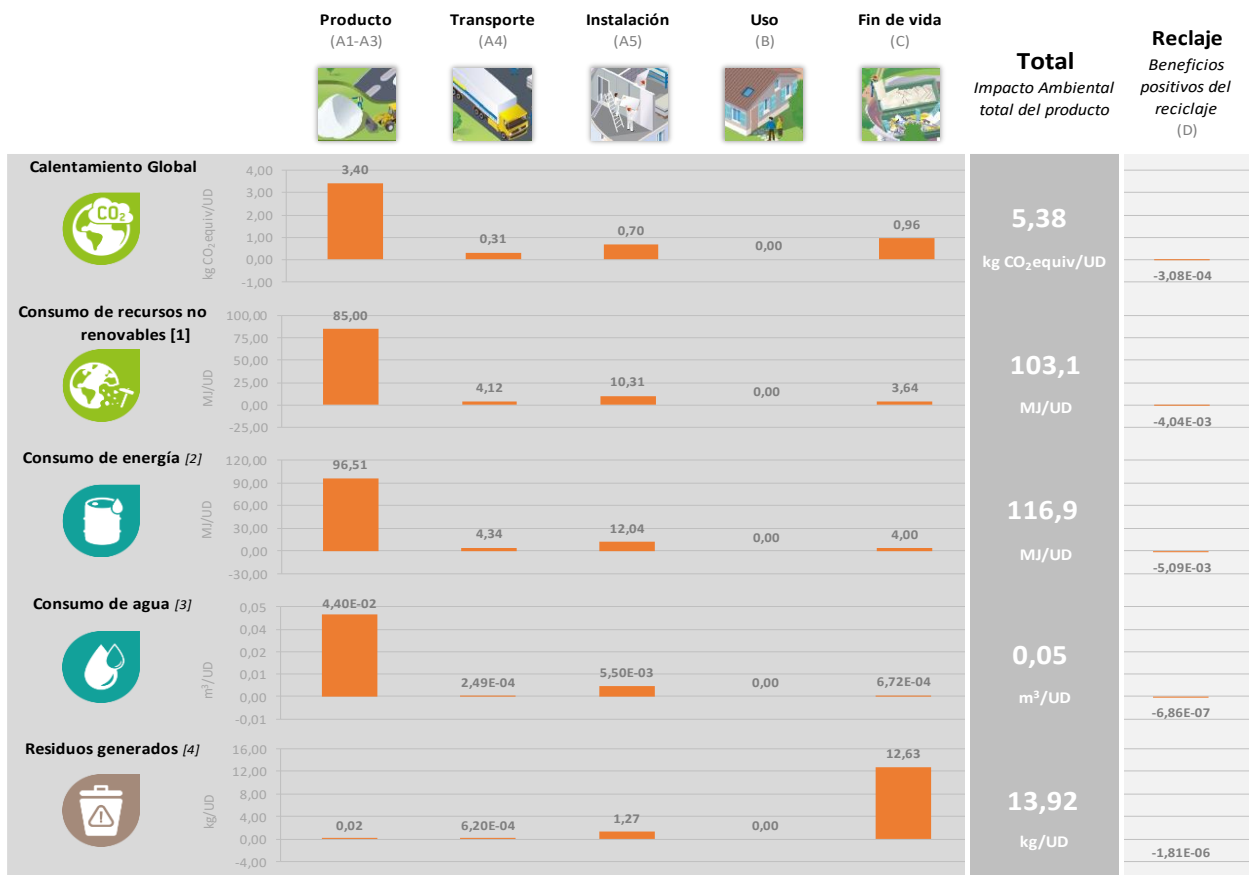 Producto
(A1-A3)
Transporte
(A4)
Instalación
(A5)
Uso
(B)
Fin de vida
(C)
Total
Impacto Ambiental
total del producto
Reclaje
Beneficios
positivos del
reciclaje
(D)
Calentamiento Global
CO₂
kg CO₂equiv/UD
4,00
3,00
2,00
1,00
0,00
-1,00
3,40
0,31
0,70
0,00
0,96
5,38
kg CO₂equiv/UD
-3,08E-04
Consumo de recursos no
renovables [1]
MJ/UD
100,00
75,00
50,00
25,00
0,00
-25,00
85,00
4,12
10,31
0,00
3,64
103,1
MJ/UD
-4,04E-03
Consumo de energía [2]
MJ/UD
120,00
90,00
60,00
30,00
0,00
-30,00
96,51
4,34
12,04
0,00
4,00
116,9
MJ/UD
-5,09E-03
Consumo de agua [3]
m³/UD
0,05
0,04
0,02
0,01
0,00
-0,01
4,40E-02
2,49E-04
5,50E-03
0,00
6,72E-04
0,05
m³/UD
-6,86E-07
Residuos generados [4]
kg/UD
16,00
12,00
8,00
4,00
0,00
-4,00
0,02
6,20E-04
1,27
0,00
12,63
13,92
kg/UD
-1,81E-06